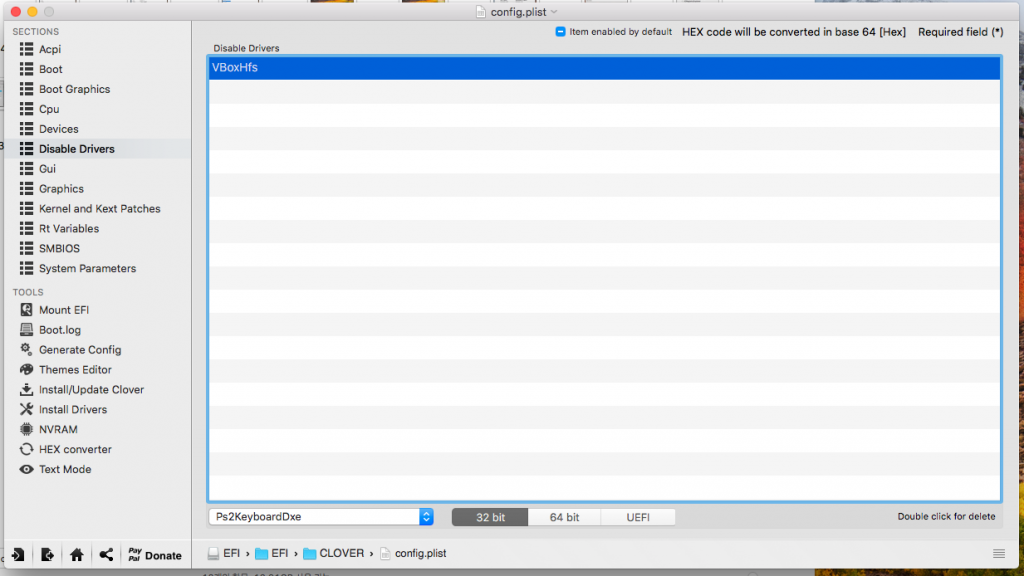 config.plist
SECTIONS
Item enabled by default HEX code will be converted in base 64 [Hex] Required field (*)
Acpi
Boot
Boot Graphics
Cpu
Devices
Disable Drivers
Gui
Graphics
Kernel and Kext Patches
Rt Variables
SMBIOS
System Parameters
TOOLS
Mount EFI
Boot.log
Generate Config
Themes Editor
Install/Update Clover
Install Drivers
NVRAM
HEX converter
Text Mode
Pay Pal Donate
Disable Drivers
VBoxHfs
Ps2KeyboardDxe 32 bit 64 bit UEFI Double click for delete
EFI › EFI › CLOVER › config.plist